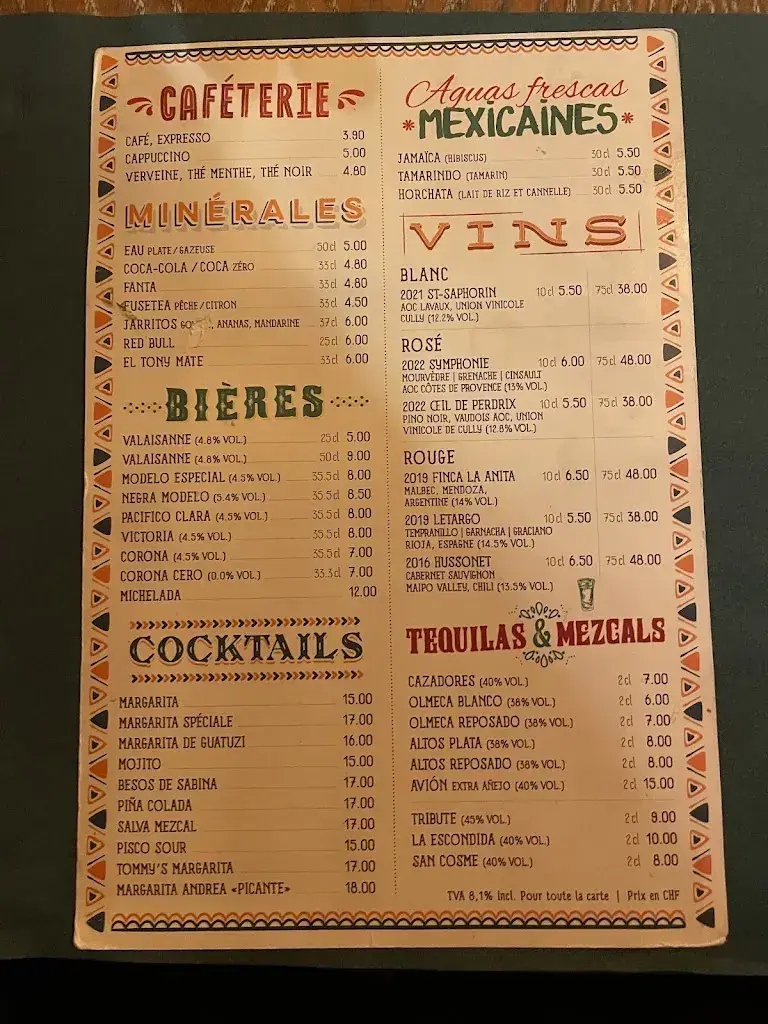 CAFÉTERIE
CAFÉ, EXPRESSO 3.90
CAPPUCCINO 5.00
VERVEINE, THÉ MENTHE, THÉ NOIR 4.80
MINÉRALES
EAU PLATE / GAZEUSE 50cl 5.00
COCA-COLA / COCA ZÉRO 33cl 4.80
FANTA 33cl 4.80
FUSETEA PÊCHE / CITRON 33cl 4.50
JARRITOS ANANAS, MANDARINE 37cl 6.00
RED BULL 25cl 6.00
EL TONY MATE 33cl 6.00
BIÈRES
VALAISANNE (4.8% VOL.) 25cl 5.00
VALAISANNE (4.8% VOL.) 50cl 9.00
MODELO ESPECIAL (4.5% VOL.) 35.5cl 8.00
NEGRA MODELO (5.4% VOL.) 35.5cl 8.50
PACIFICO CLARA (4.5% VOL.) 35.5cl 8.00
VICTORIA (4.5% VOL.) 35.5cl 8.00
CORONA (4.5% VOL.) 35.5cl 7.00
CORONA CERO (0.0% VOL.) 33.3cl 7.00
MICHELADA 12.00
COCKTAILS
MARGARITA 15.00
MARGARITA SPÉCIALE 17.00
MARGARITA DE GUATUZI 16.00
MOJITO 15.00
BESOS DE SABINA 17.00
PIÑA COLADA 17.00
SALVA MEZCAL 17.00
PISCO SOUR 15.00
TOMMY'S MARGARITA 17.00
MARGARITA ANDREA «PICANTE» 18.00
Aguas frescas
MEXICAINES
JAMAÏCA (HIBISCUS) 30cl 5.50
TAMARINDO (TAMARIN) 30cl 5.50
HORCHATA (LAIT DE RIZ ET CANNELLE) 30cl 5.50
VINS
BLANC
2021 ST-SAPHORIN 10cl 5.50 75cl 38.00
AOC LAVAUX, UNION VINICOLE
CULLY (12.2% VOL.)
ROSÉ
2022 SYMPHONIE 10cl 6.00 75cl 48.00
MOURVÈDRE | GRENACHE | CINSAULT
AOC CÔTES DE PROVENCE (13% VOL.)
2022 ŒIL DE PERDRIX 10cl 5.50 75cl 38.00
PINO NOIR, VAUDOIS AOC, UNION
VINICOLE DE CULLY (12.8% VOL.)
ROUGE
2019 FINCA LA ANITA 10cl 6.50 75cl 48.00
MALBEC, MENDOZA,
ARGENTINE (14% VOL.)
2019 LETARGO 10cl 5.50 75cl 38.00
TEMPRANILLO | GARNACHA | GRACIANO
RIOJA, ESPAGNE (14.5% VOL.)
2016 HUSSONET 10cl 6.50 75cl 48.00
CABERNET SAUVIGNON
MAIPO VALLEY, CHILI (13.5% VOL.)
TEQUILAS & MEZCALS
CAZADORES (40% VOL.) 2cl 7.00
OLMECA BLANCO (38% VOL.) 2cl 6.00
OLMECA REPOSADO (38% VOL.) 2cl 7.00
ALTOS PLATA (38% VOL.) 2cl 8.00
ALTOS REPOSADO (38% VOL.) 2cl 8.00
AVIÓN EXTRA AÑEJO (40% VOL.) 2cl 15.00
TRIBUTE (45% VOL.) 2cl 9.00
LA ESCONDIDA (40% VOL.) 2cl 10.00
SAN COSME (40% VOL.) 2cl 8.00
TVA 8,1% incl. Pour toute la carte | Prix en CHF